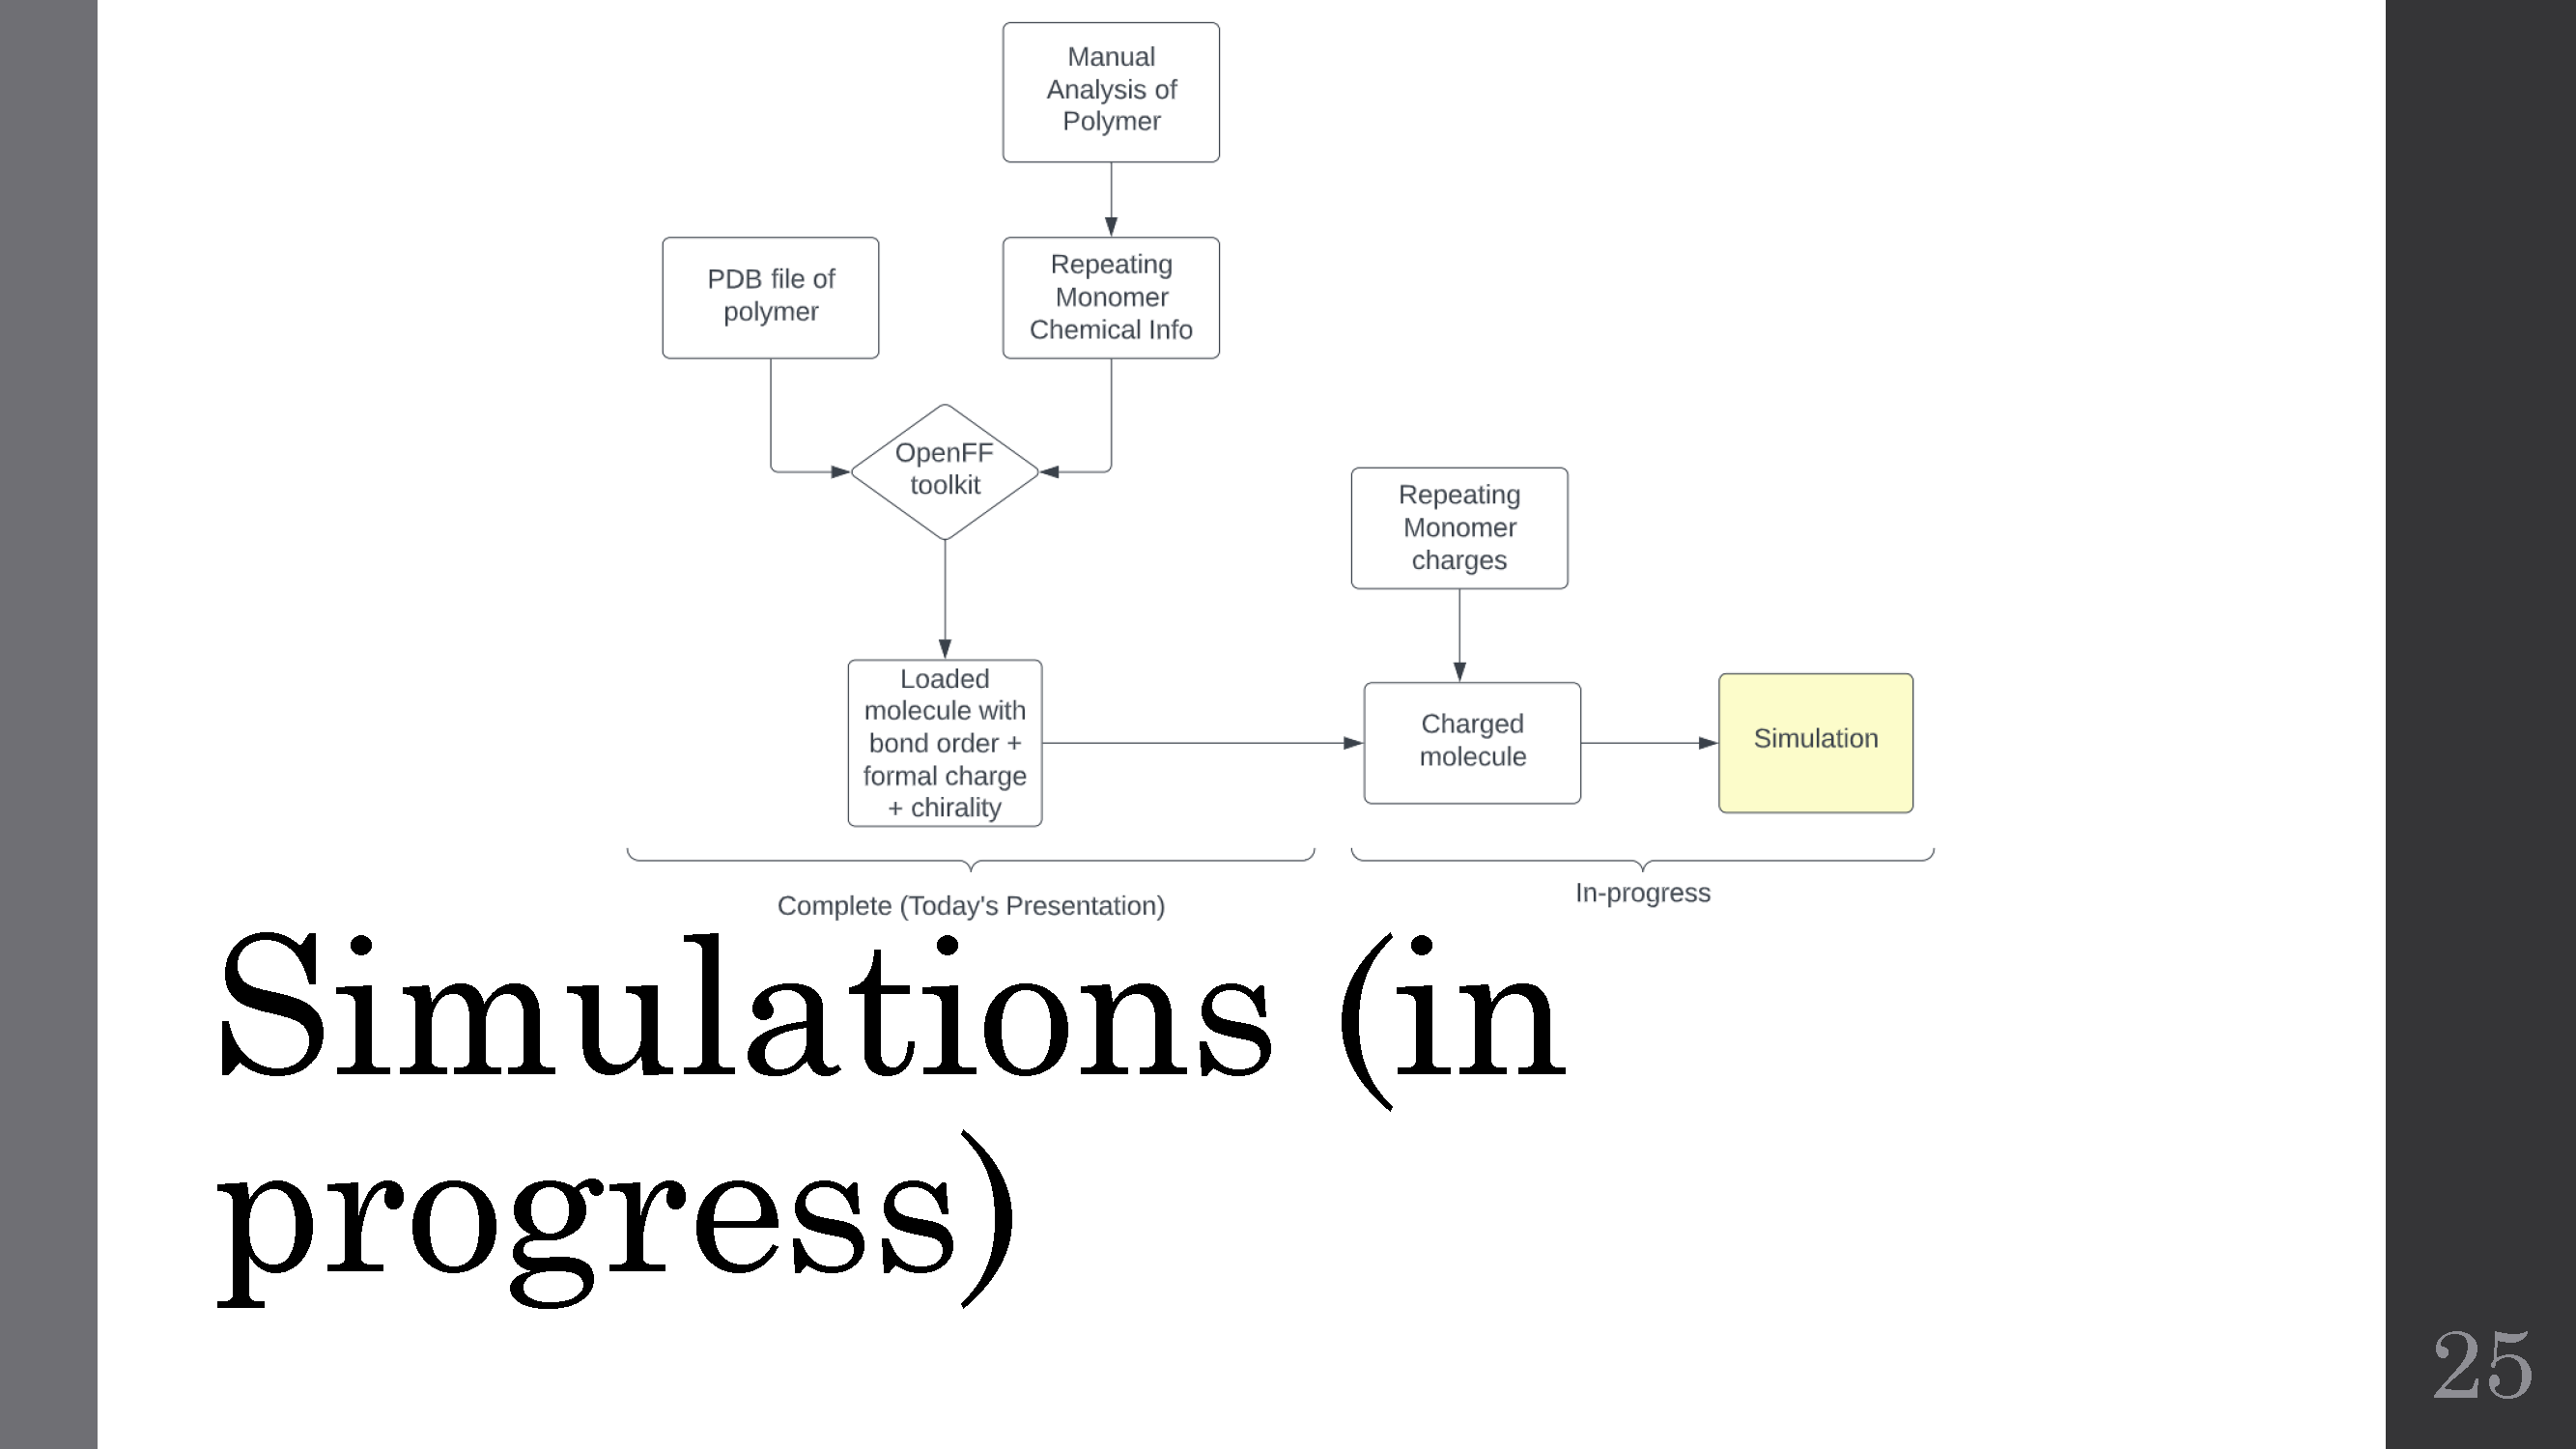 Manual
Analysis of
Polymer
PDB file of
polymer
Repeating
Monomer
Chemical Info
OpenFF
toolkit
Repeating
Monomer
charges
Loaded
molecule with
bond order +
formal charge
+ chirality
Charged
molecule
Simulation
Complete (Today's Presentation)
In-progress
Simulations (in
progress)
25